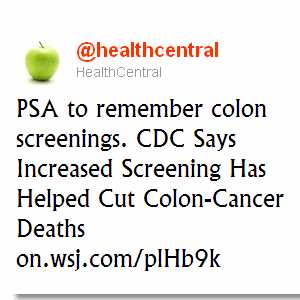 @healthcentral
HealthCentral
PSA to remember colon
screenings. CDC Says
Increased Screening Has
Helped Cut Colon-Cancer
Deaths
on.wsj.com/plHb9k